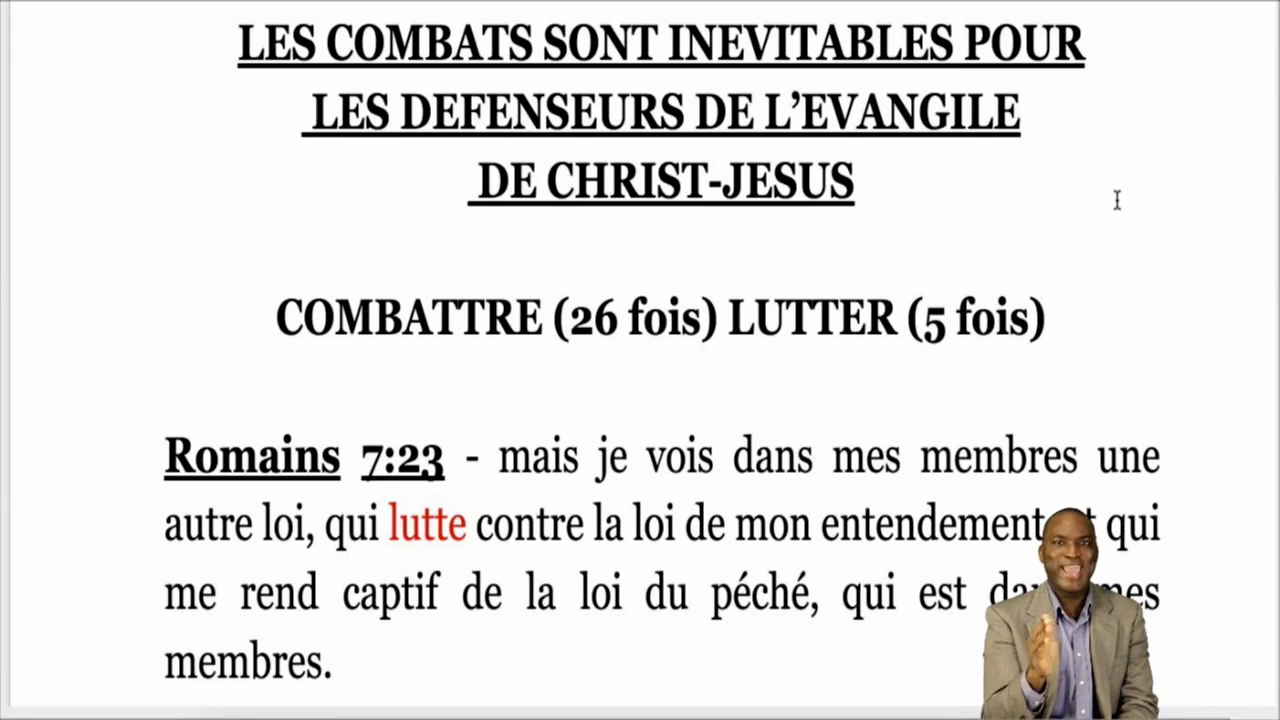 LES COMBATS SONT INEVITABLES POUR
LES DEFENSEURS DE L’EVANGILE
DE CHRIST-JESUS
COMBATTRE (26 fois) LUTTER (5 fois)
Romains 7:23 - mais je vois dans mes membres une
autre loi, qui lutte contre la loi de mon entendement qui
me rend captif de la loi du péché, qui est
membres.